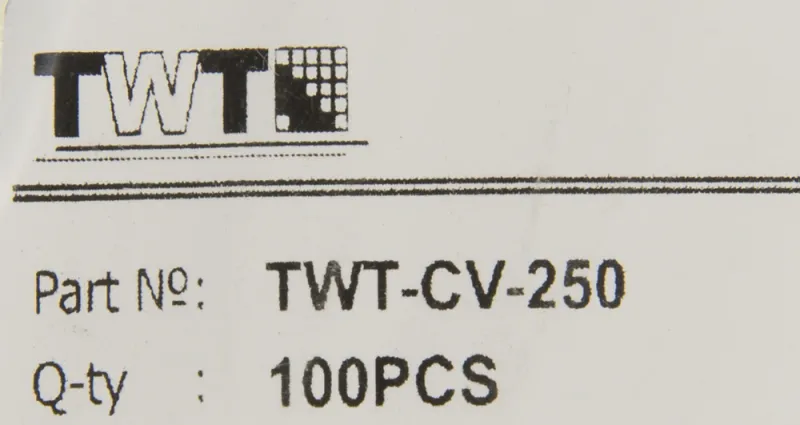 TWT
Part Nº: TWT-CV-250
Q-ty : 100PCS